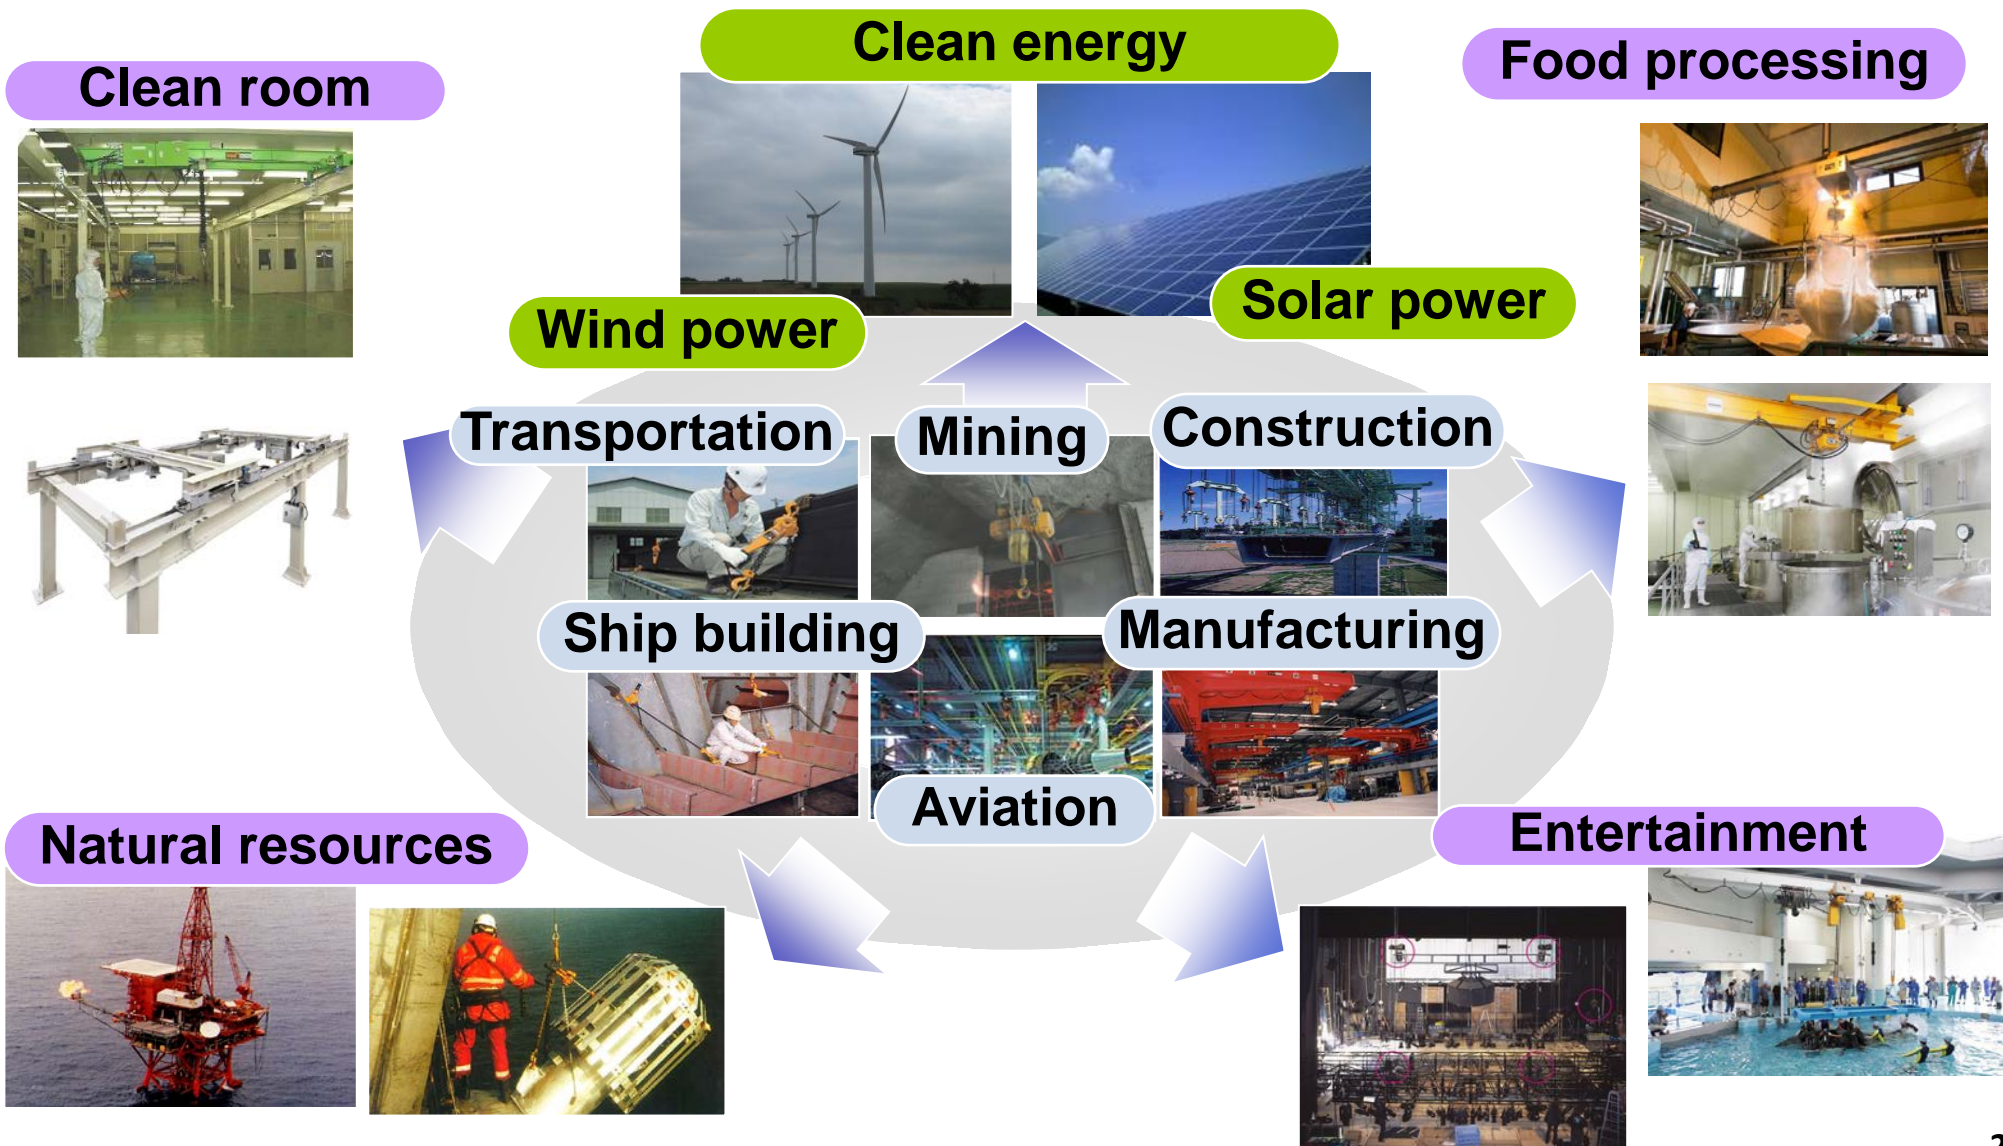 Clean energy
Food processing
Clean room
Solar power
Wind power
Transportation
Mining
Construction
Ship building
Manufacturing
Aviation
Natural resources
Entertainment